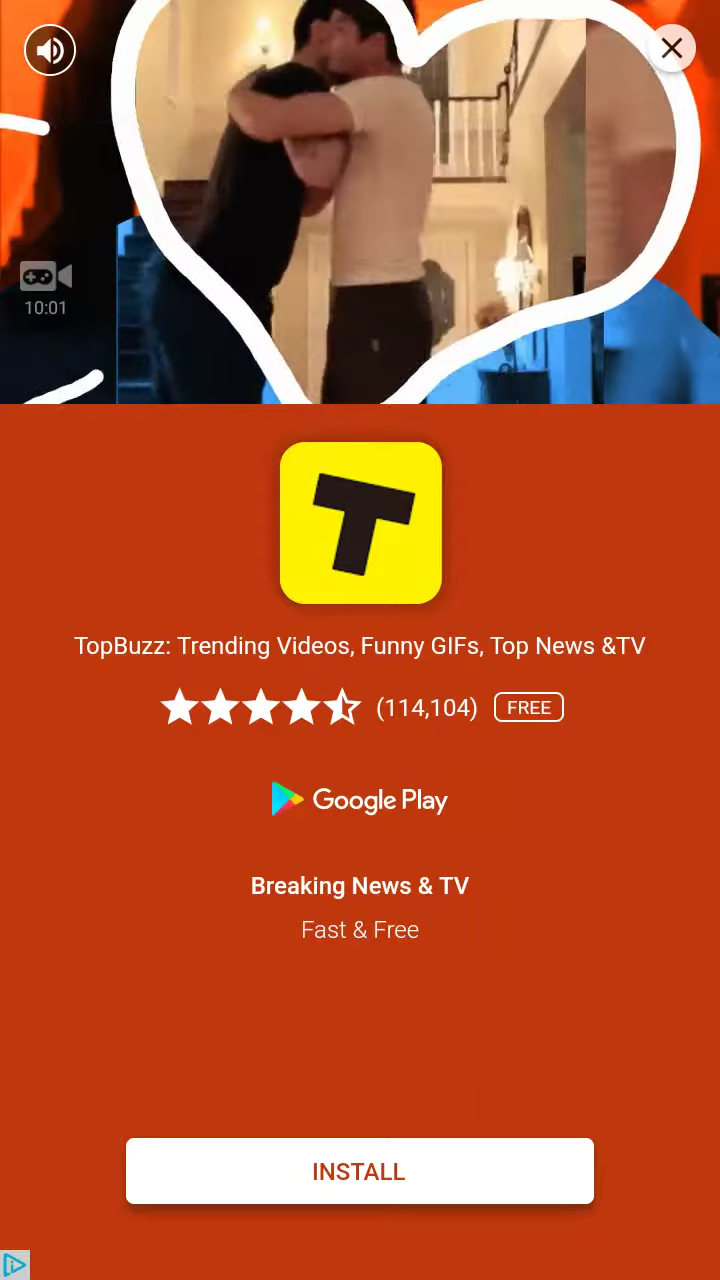 10:01
T
TopBuzz: Trending Videos, Funny GIFs, Top News &TV
(114,104) FREE
Google Play
Breaking News & TV
Fast & Free
INSTALL